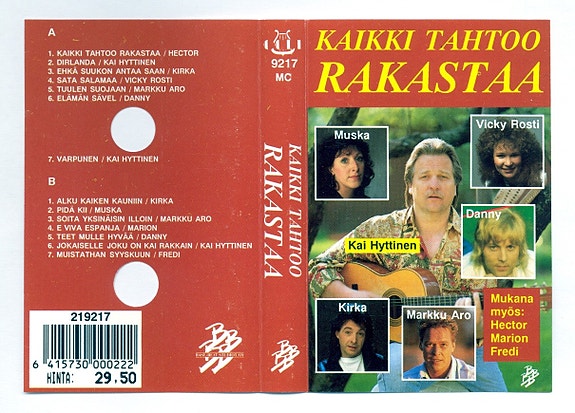 A
1. KAIKKI TAHTOO RAKASTAA / HECTOR
2. DIRLANDA / KAI HYTTINEN
3. EHKÄ SUUKON ANTAA SAAN / KIRKA
4. SATA SALAMAA / VICKY ROSTI
5. TUULEN SUOJAAN / MARKKU ARO
6. ELÄMÄN SÄVEL / DANNY
7. VARPUNEN / KAI HYTTINEN
B
1. ALKU KAIKEN KAUNIIN / KIRKA
2. PIDÄ KII / MUSKA
3. SOITA YKSINÄISIN ILLOIN / MARKKU ARO
4. E VIVA ESPANJA / MARION
5. TEET MULLE HYVÄÄ / DANNY
6. JOKAISELLE JOKU ON KAI RAKKAIN / KAI HYTTINEN
7. MUISTATHAN SYYSKUUN / FREDI
219217
6 415730 000222
HINTA: 29,50
BBB
9217
MC
KAIKKI TAHTOO
RAKASTAA
BBB
KAIKKI TAHTOO
RAKASTAA
Muska
Vicky Rosti
Danny
Kai Hyttinen
Kirka
Markku Aro
Mukana
myös:
Hector
Marion
Fredi
BBB